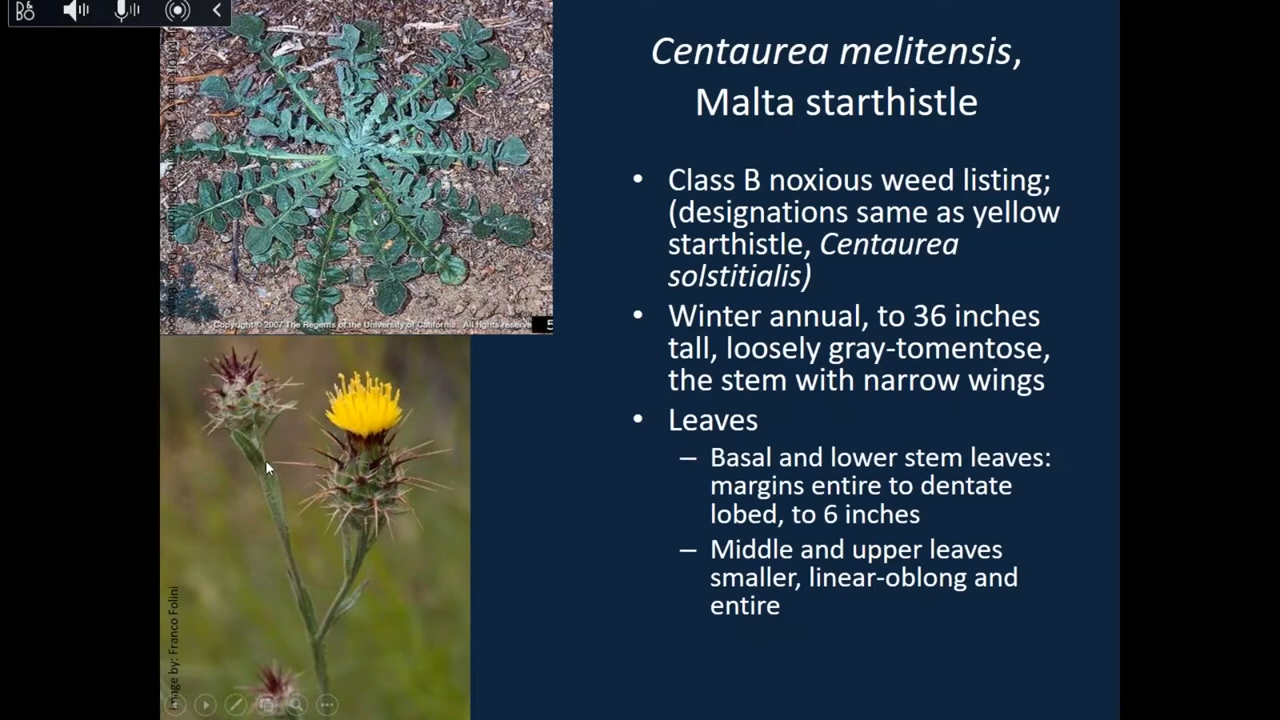 Centaurea melitensis,
Malta starthistle
• Class B noxious weed listing;
(designations same as yellow
starthistle, Centaurea
solstitialis)
• Winter annual, to 36 inches
tall, loosely gray-tomentose,
the stem with narrow wings
• Leaves
– Basal and lower stem leaves:
margins entire to dentate
lobed, to 6 inches
– Middle and upper leaves
smaller, linear-oblong and
entire
Copyright © 2007 The Regents of the University of California. All rights reserve
5
Image by: Franco Folini